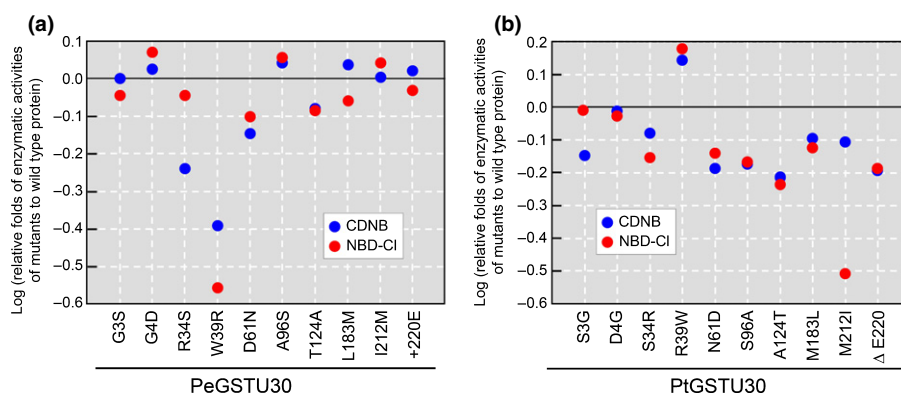 (a)
Log (relative folds of enzymatic activities
of mutants to wild type protein)
0.1
0.0
–0.1
–0.2
–0.3
–0.4
–0.5
–0.6
CDNB
NBD-Cl
G3S
G4D
R34S
W39R
D61N
A96S
T124A
L183M
I212M
+220E
PeGSTU30
(b)
Log (relative folds of enzymatic activities
of mutants to wild type protein)
0.2
0.1
0.0
–0.1
–0.2
–0.3
–0.4
–0.5
–0.6
CDNB
NBD-Cl
S3G
D4G
S34R
R39W
N61D
S96A
A124T
M183L
M212I
Δ E220
PtGSTU30